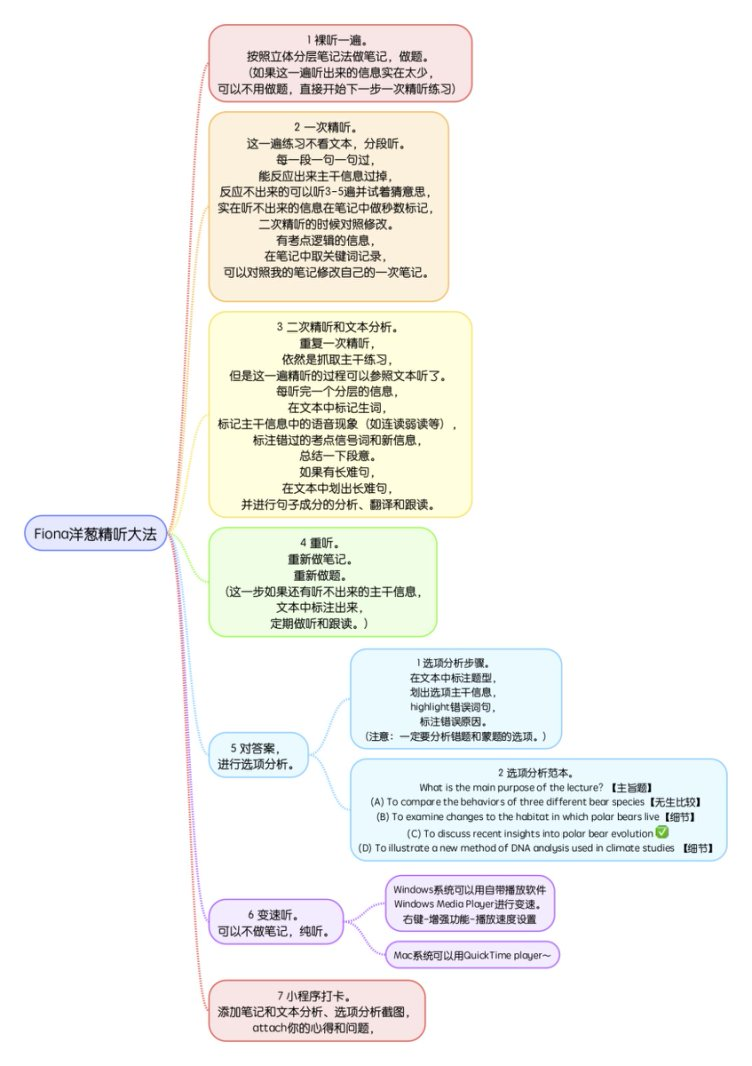 1 裸听一遍。
按照立体分层笔记法做笔记，做题。
（如果这一遍听出来的信息实在太少，
可以不用做题，直接开始下一步一次精听练习）
2 一次精听。
这一遍练习不看文本，分段听。
每一段一句一句过，
能反应出来主干信息过掉，
反应不出来的可以听3-5遍并试着猜意思，
实在听不出来的信息在笔记中做秒数标记，
二次精听的时候对照修改。
有考点逻辑的信息，
在笔记中取关键词记录，
可以对照我的笔记修改自己的一次笔记。
3 二次精听和文本分析。
重复一次精听，
依然是抓取主干练习，
但是这一遍精听的过程可以参照文本听了。
每听完一个分层的信息，
在文本中标记生词，
标记主干信息中的语音现象（如连读弱读等），
标注错过的考点信号词和新信息，
总结一下段意。
如果有长难句，
在文本中划出长难句，
并进行句子成分的分析、翻译和跟读。
Fiona洋葱精听大法
4 重听。
重新做笔记。
重新做题。
（这一步如果还有听不出来的主干信息，
文本中标注出来，
定期做听和跟读。）
5 对答案，
进行选项分析。
1 选项分析步骤。
在文本中标注题型，
划出选项主干信息，
highlight错误词句，
标注错误原因。
（注意：一定要分析错题和蒙题的选项。）
2 选项分析范本。
What is the main purpose of the lecture? 【主旨题】
(A) To compare the behaviors of three different bear species【无生比较】
(B) To examine changes to the habitat in which polar bears live【细节】
(C) To discuss recent insights into polar bear evolution ✅
(D) To illustrate a new method of DNA analysis used in climate studies 【细节】
6 变速听。
可以不做笔记，纯听。
Windows系统可以用自带播放软件
Windows Media Player进行变速。
右键-增强功能-播放速度设置
Mac系统可以用QuickTime player～
7 小程序打卡。
添加笔记和文本分析、选项分析截图，
attach你的心得和问题，